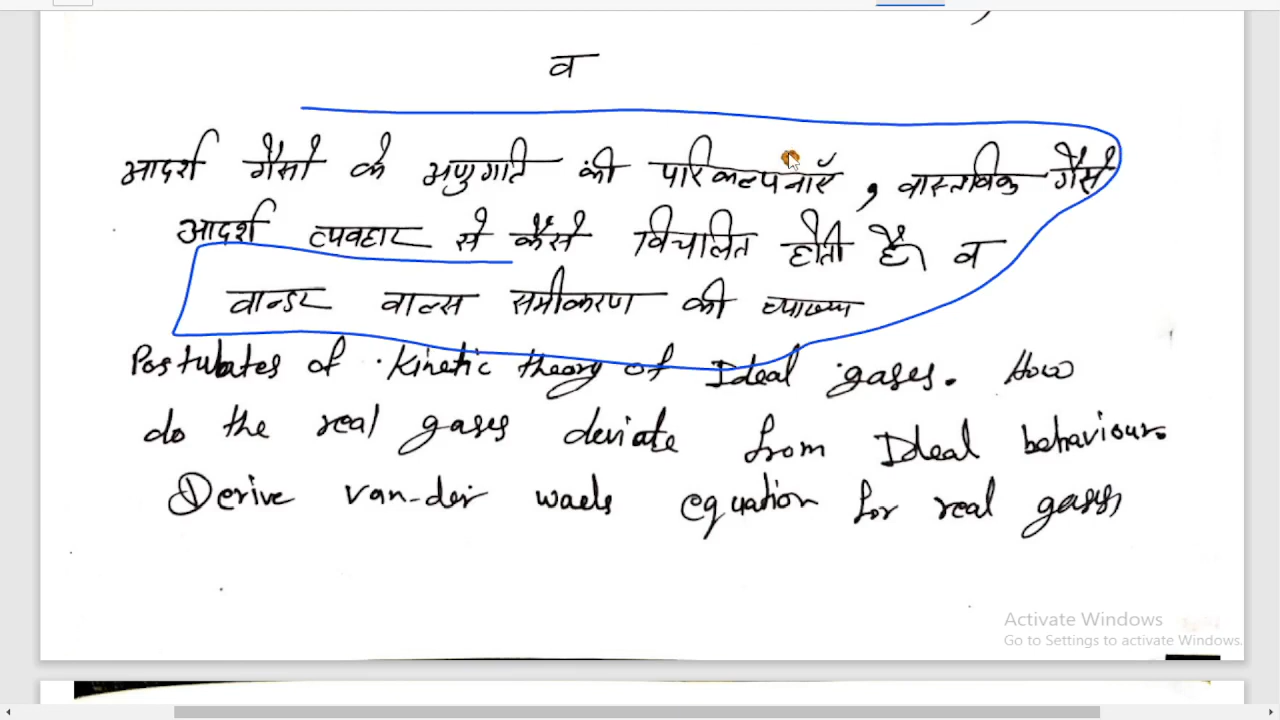 व
आदर्श गैसों के अणुगति की परिकल्पनाएँ, वास्तविक गैसें
आदर्श व्यवहार से कैसे विचलित होती हैं। व
वान्डर वाल्स समीकरण की व्याख्या
Postulates of Kinetic theory of Ideal gases. How
do the real gases deviate from Ideal behaviour.
Derive van-der waals equation for real gases,
Activate Windows
Go to Settings to activate Windows.